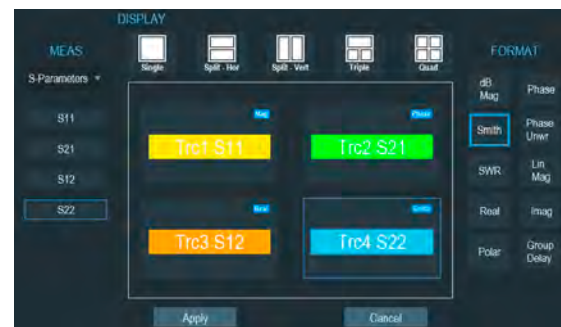 DISPLAY
MEAS
FORMAT
Single
Split - Hor
Split - Vert
Triple
Quad
S-Parameters
S11
S21
S12
S22
Mag
Trc1 S11
Phase
Trc2 S21
Real
Trc3 S12
Smith
Trc4 S22
dB
Mag
Phase
Smith
Phase
Unwr
SWR
Lin
Mag
Real
Imag
Polar
Group
Delay
Apply
Cancel